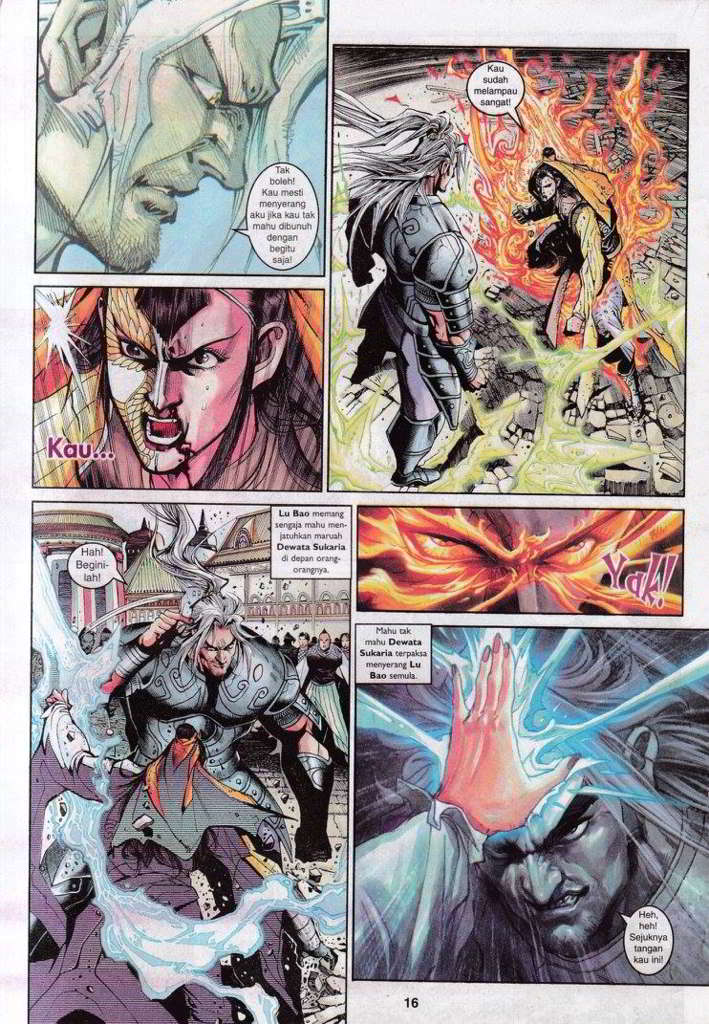 Tak
boleh!
Kau mesti
menyerang
aku jika kau tak
mahu dibunuh
dengan
begitu
saja!
Kau
sudah
melampau
sangat!
Kau...
Hah!
Begini-
lah!
Lu Bao memang
sengaja mahu men-
jatuhkan maruah
Dewata Sukaria
di depan orang-
orangnya.
Yak!
Mahu tak
mahu Dewata
Sukaria terpaksa
menyerang Lu
Bao semula.
Heh,
heh!
Sejuknya
tangan
kau ini!
16